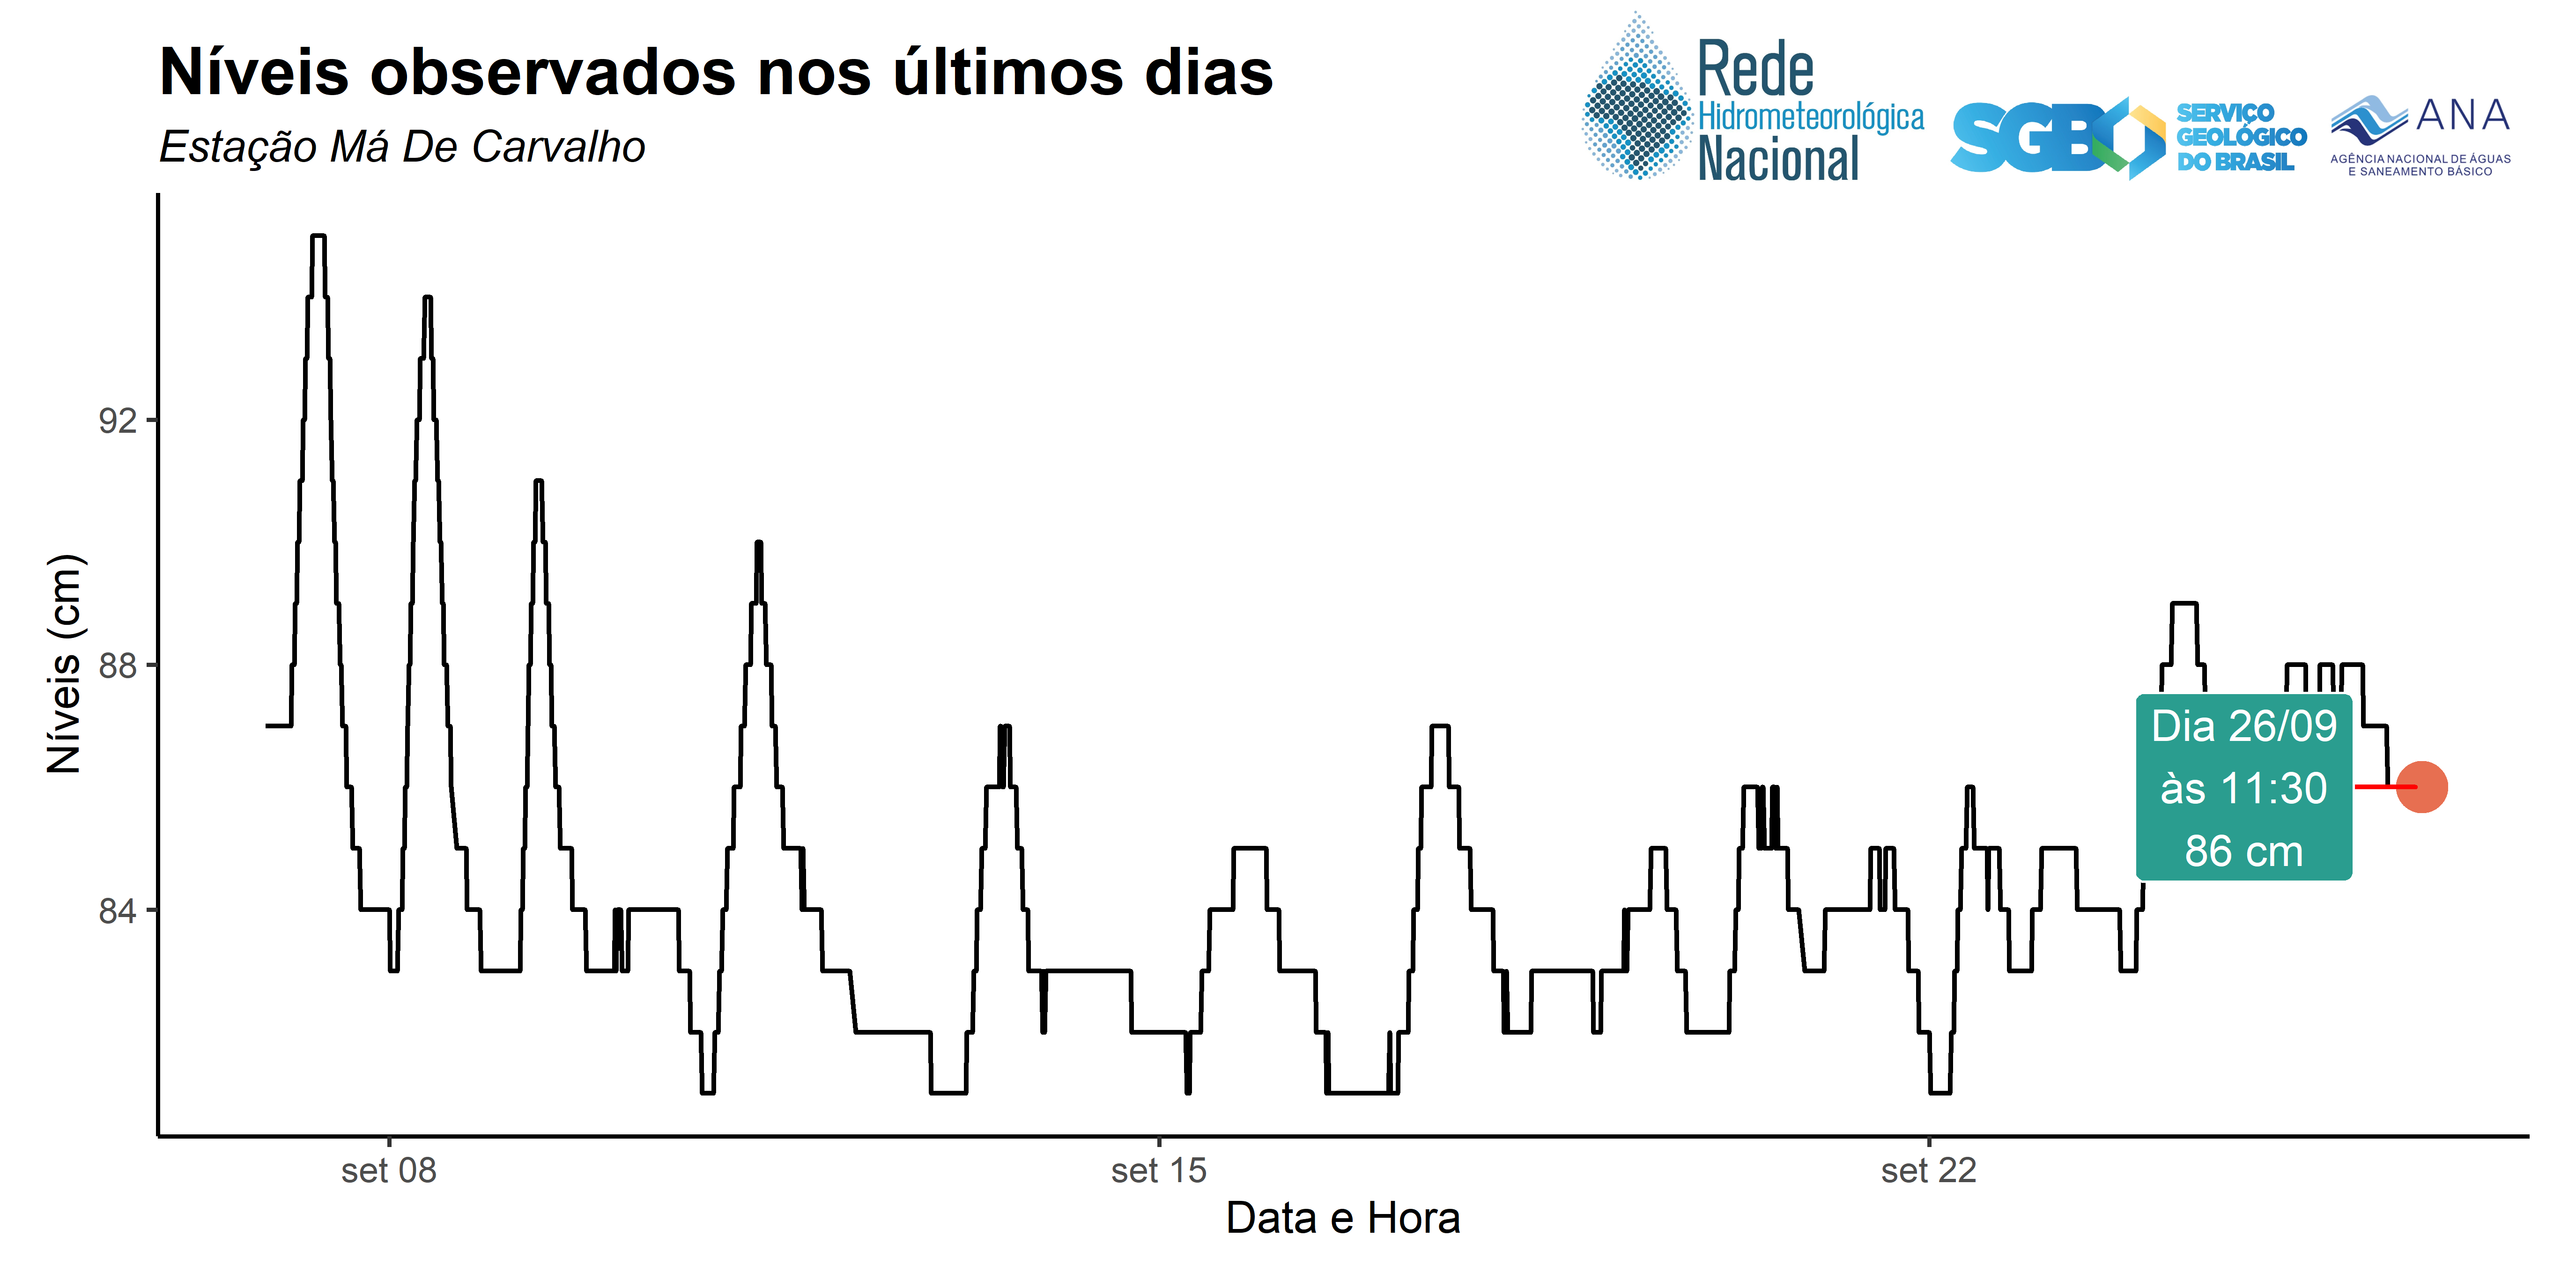 Níveis observados nos últimos dias
Estação Má De Carvalho
Rede
Hidrometeorológica
Nacional
SGB
SERVIÇO
GEOLÓGICO
DO BRASIL
ANA
AGÊNCIA NACIONAL DE ÁGUAS
E SANEAMENTO BÁSICO
Níveis (cm)
92
88
84
Dia 26/09
às 11:30
86 cm
set 08
set 15
set 22
Data e Hora